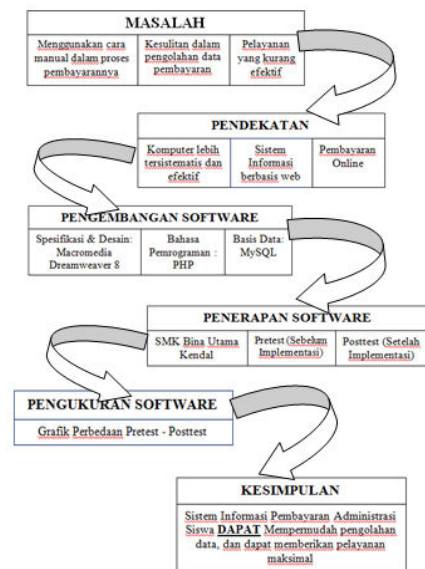 MASALAH
Menggunakan cara
manual dalam proses
pembayarannya
Kesulitan dalam
pengolahan data
pembayaran
Pelayanan
yang kurang
efektif
PENDEKATAN
Komputer lebih
tersistematis dan
efektif
Sistem
Informasi
berbasis web
Pembayaran
Online
PENGEMBANGAN SOFTWARE
Spesifikasi & Desain:
Macromedia
Dreamweaver 8
Bahasa
Pemrograman :
PHP
Basis Data:
MySQL
PENERAPAN SOFTWARE
SMK Bina Utama
Kendal
Pretest (Sebelum
Implementasi)
Posttest (Setelah
Implementasi)
PENGUKURAN SOFTWARE
Grafik Perbedaan Pretest - Posttest
KESIMPULAN
Sistem Informasi Pembayaran Administrasi
Siswa DAPAT Mempermudah pengolahan
data, dan dapat memberikan pelayanan
maksimal